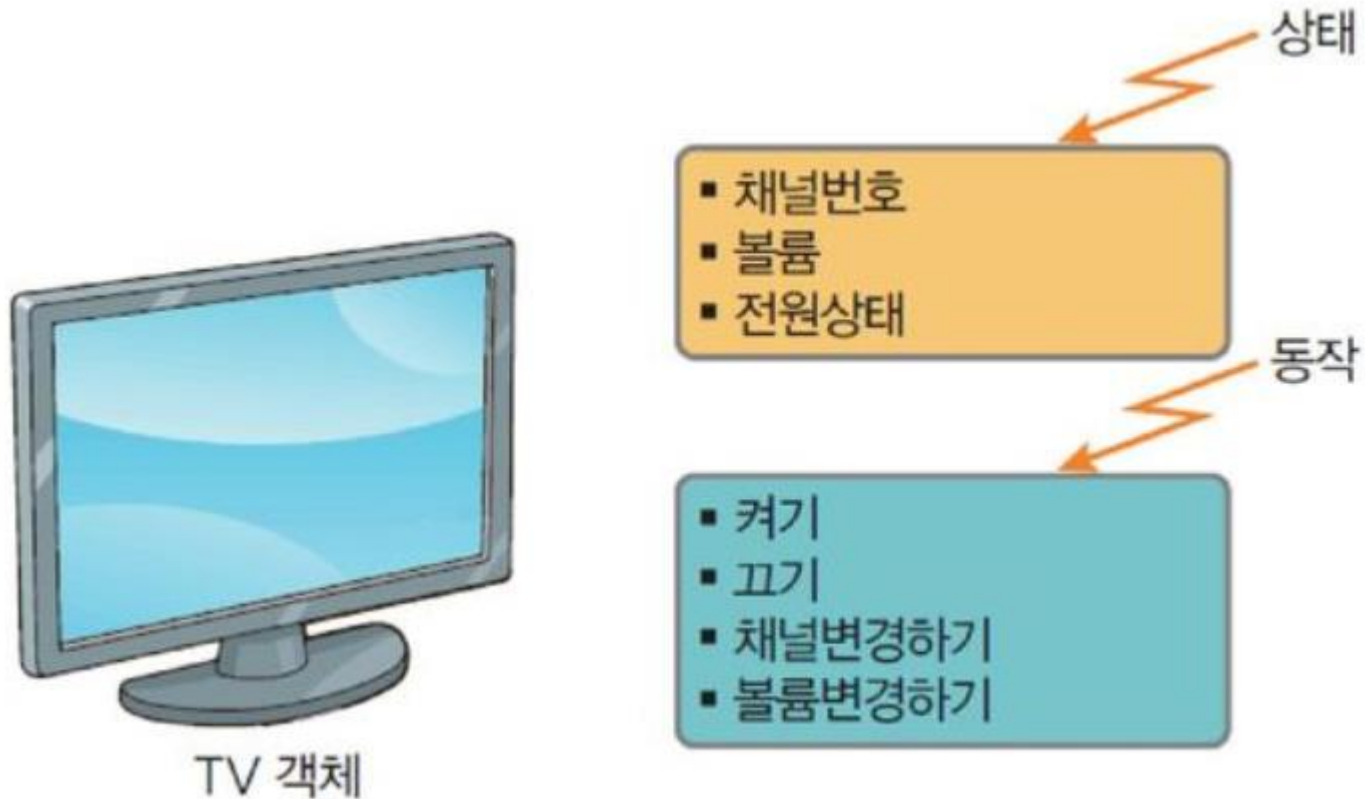 상태
▪ 채널번호
▪ 볼륨
▪ 전원상태
동작
▪ 켜기
▪ 끄기
▪ 채널변경하기
▪ 볼륨변경하기
TV 객체